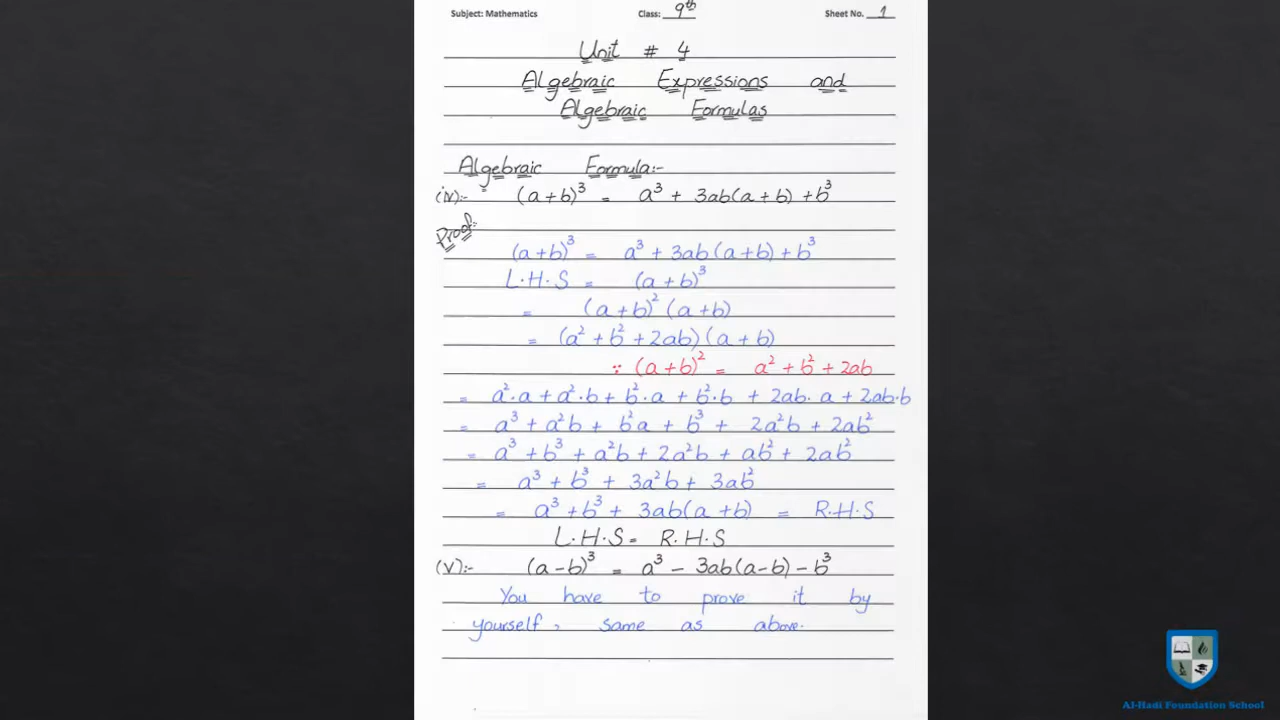 Subject: Mathematics Class: 9th Sheet No. 1
Unit # 4
Algebraic Expressions and
Algebraic Formulas
Algebraic Formula:-
(iv):- (a+b)³ = a³ + 3ab(a+b) + b³
Proof:
(a+b)³ = a³ + 3ab(a+b) + b³
L.H.S = (a+b)³
= (a+b)² (a+b)
= (a² + b² + 2ab)(a+b)
∵ (a+b)² = a² + b² + 2ab
= a².a + a².b + b².a + b².b + 2ab.a + 2ab.b
= a³ + a²b + b²a + b³ + 2a²b + 2ab²
= a³ + b³ + a²b + 2a²b + ab² + 2ab²
= a³ + b³ + 3a²b + 3ab²
= a³ + b³ + 3ab(a+b) = R.H.S
L.H.S = R.H.S
(v):- (a-b)³ = a³ - 3ab(a-b) - b³
You have to prove it by
yourself, same as above.
Al-Hadi Foundation School